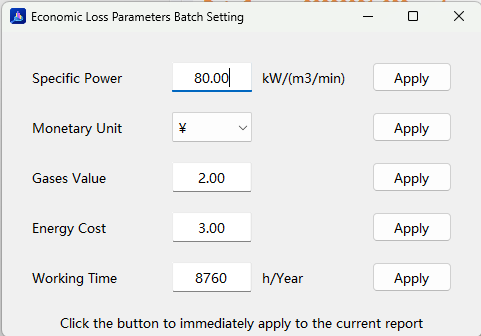 Economic Loss Parameters Batch Setting
Specific Power 80.00 kW/(m3/min) Apply
Monetary Unit ¥ Apply
Gases Value 2.00 Apply
Energy Cost 3.00 Apply
Working Time 8760 h/Year Apply
Click the button to immediately apply to the current report